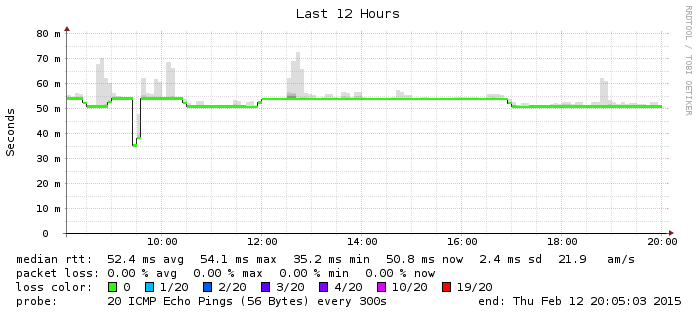 Last 12 Hours
RRDTOOL / TOBI OETIKER
Seconds
80 m
70 m
60 m
50 m
40 m
30 m
20 m
10 m
0
10:00 12:00 14:00 16:00 18:00 20:00
median rtt: 52.4 ms avg 54.1 ms max 35.2 ms min 50.8 ms now 2.4 ms sd 21.9 am/s
packet loss: 0.00 % avg 0.00 % max 0.00 % min 0.00 % now
loss color: 0 1/20 2/20 3/20 4/20 10/20 19/20
probe: 20 ICMP Echo Pings (56 Bytes) every 300s end: Thu Feb 12 20:05:03 2015